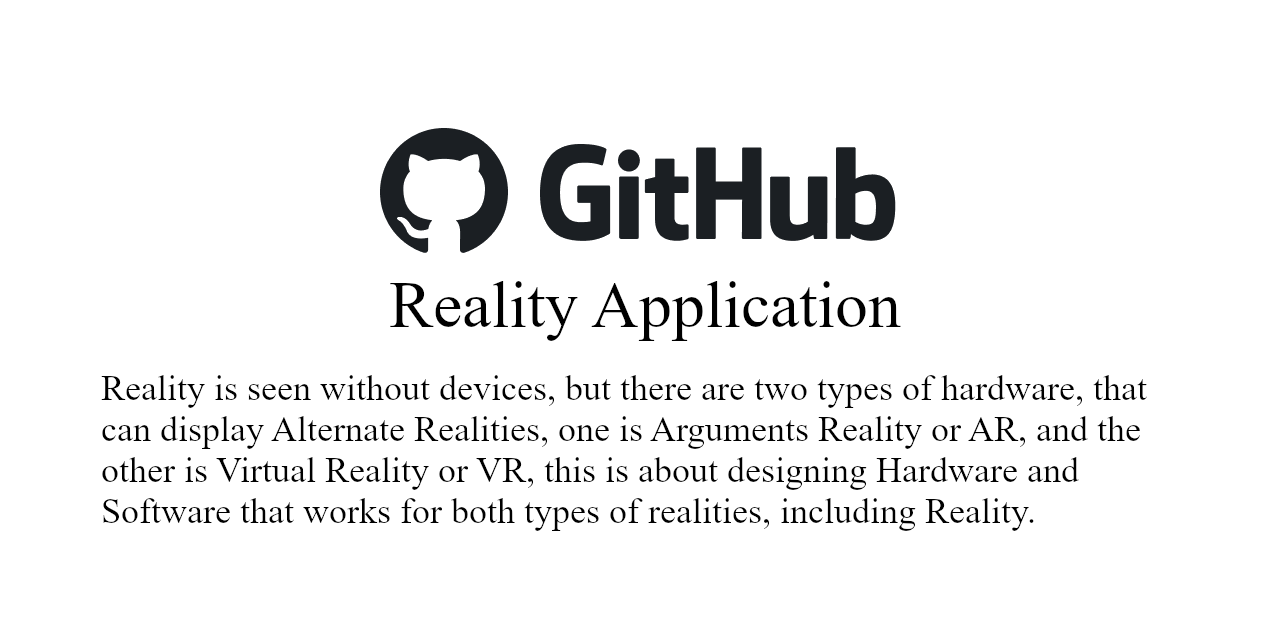 GitHub
Reality Application
Reality is seen without devices, but there are two types of hardware, that
can display Alternate Realities, one is Arguments Reality or AR, and the
other is Virtual Reality or VR, this is about designing Hardware and
Software that works for both types of realities, including Reality.